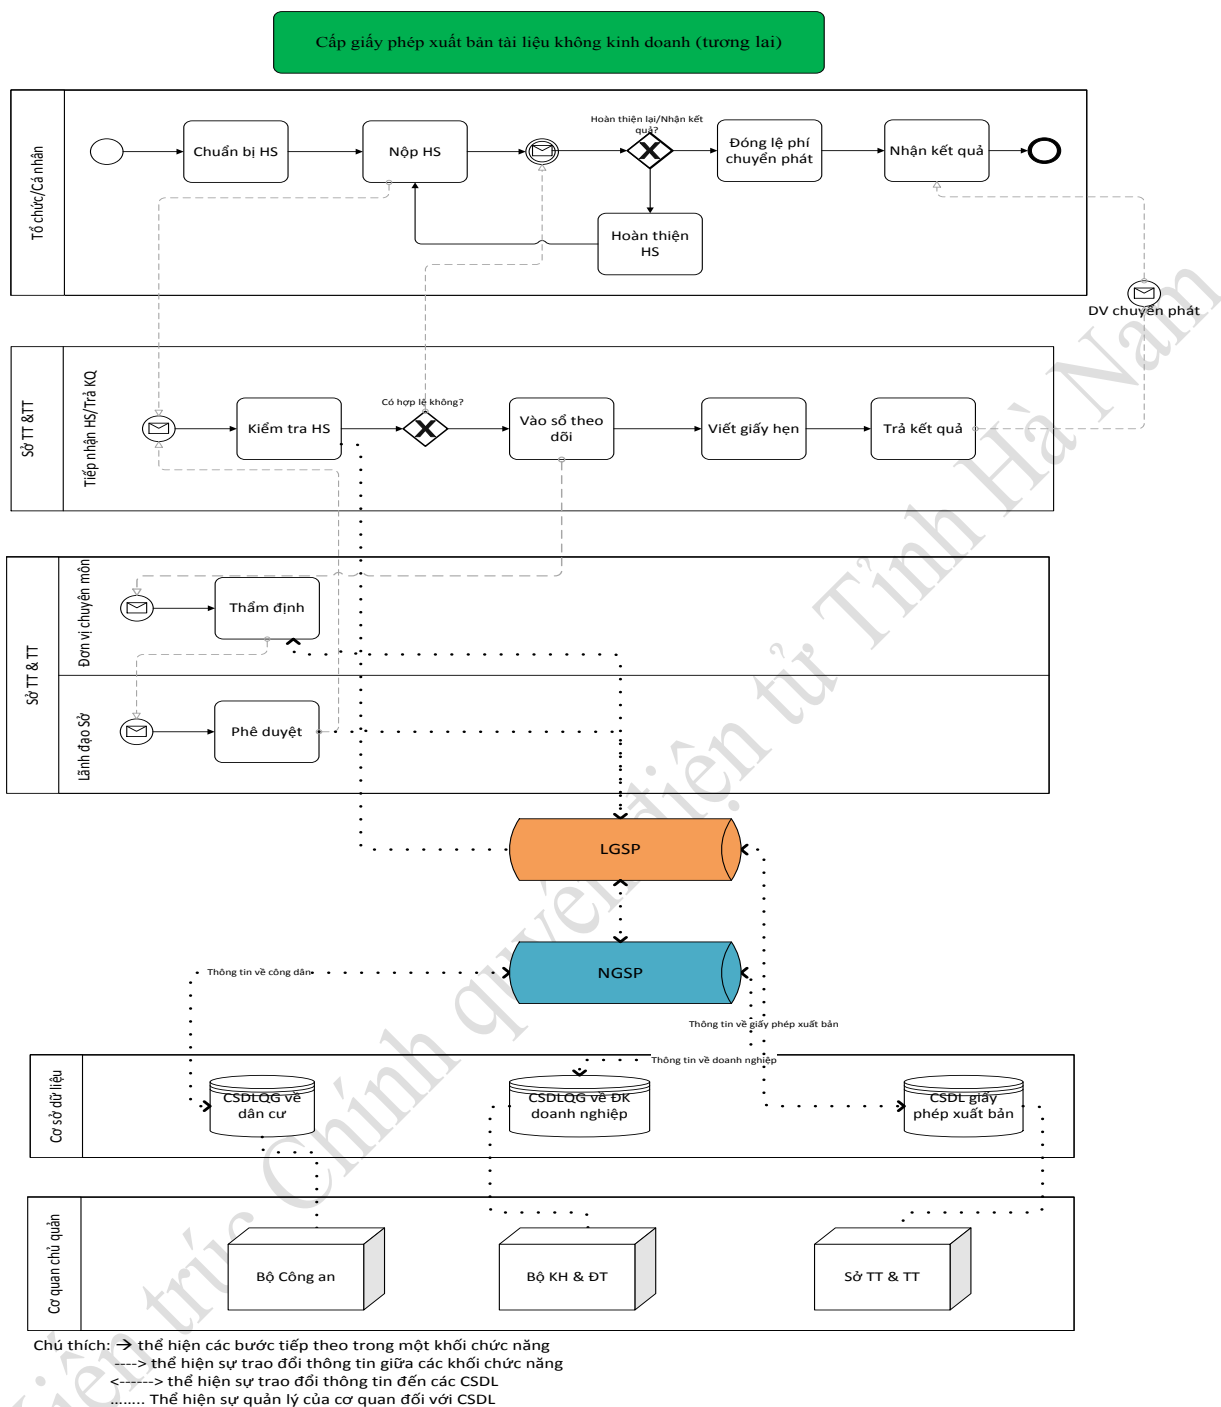 Cấp giấy phép xuất bản tài liệu không kinh doanh (tương lai)
Tổ chức/Cá nhân
Chuẩn bị HS
Nộp HS
Hoàn thiện lại/Nhận kết
quả?
Đóng lệ phí
chuyển phát
Nhận kết quả
Hoàn thiện
HS
DV chuyển phát
Sở TT &TT
Tiếp nhận HS/Trả KQ
Kiểm tra HS
Có hợp lệ không?
Vào sổ theo
dõi
Viết giấy hẹn
Trả kết quả
Sở TT & TT
Đơn vị chuyên môn
Thẩm định
Lãnh đạo Sở
Phê duyệt
LGSP
NGSP
Thông tin về công dân
Thông tin về giấy phép xuất bản
Thông tin về doanh nghiệp
Cơ sở dữ liệu
CSDLQG về
dân cư
CSDLQG về ĐK
doanh nghiệp
CSDL giấy
phép xuất bản
Cơ quan chủ quản
Bộ Công an
Bộ KH & ĐT
Sở TT & TT
Chú thích: → thể hiện các bước tiếp theo trong một khối chức năng
----> thể hiện sự trao đổi thông tin giữa các khối chức năng
<------> thể hiện sự trao đổi thông tin đến các CSDL
........ Thể hiện sự quản lý của cơ quan đối với CSDL
Kiến trúc Chính quyền điện tử Tỉnh Hà Nam